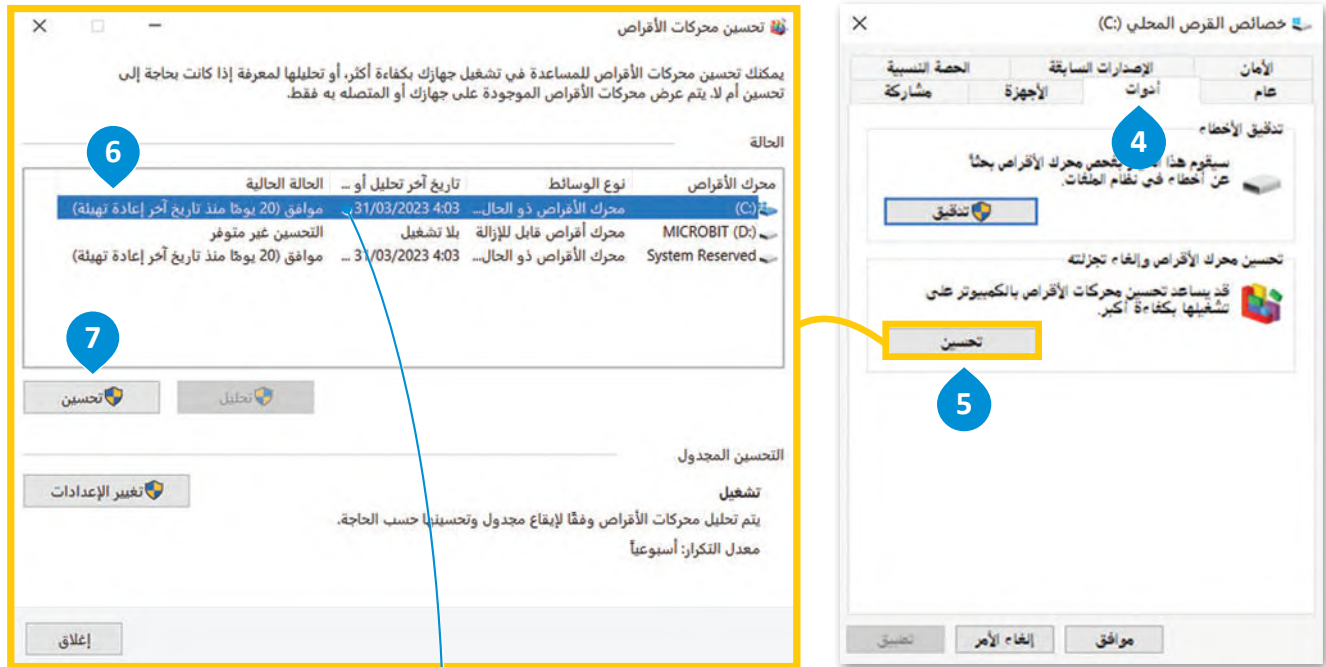 خصائص القرص المحلي (C:)
الأمان الإصدارات السابقة الحصة النسبية
عام أدوات الأجهزة مشاركة
4
تدقيق الأخطاء
سيقوم هذا بفحص محرك الأقراص بحثاً
عن أخطاء في نظام الملفات.
تدقيق
تحسين محرك الأقراص وإلغاء تجزئته
قد يساعد تحسين محركات الأقراص بالكمبيوتر على
تشغيلها بكفاءة أكبر.
تحسين
5
موافق إلغاء الأمر تطبيق
تحسين محركات الأقراص
يمكنك تحسين محركات الأقراص للمساعدة في تشغيل جهازك بكفاءة أكثر، أو تحليلها لمعرفة إذا كانت بحاجة إلى
تحسين أم لا. يتم عرض محركات الأقراص الموجودة على جهازك أو المتصله به فقط.
الحالة
6
محرك الأقراص نوع الوسائط تاريخ آخر تحليل أو ... الحالة الحالية
(C:) محرك الأقراص ذو الحال... 31/03/2023 4:03 ... موافق (20 يومًا منذ تاريخ آخر إعادة تهيئة)
MICROBIT (D:) محرك أقراص قابل للإزالة بلا تشغيل التحسين غير متوفر
System Reserved محرك الأقراص ذو الحال... 31/03/2023 4:03 ... موافق (20 يومًا منذ تاريخ آخر إعادة تهيئة)
7
تحليل تحسين
التحسين المجدول
تشغيل
تغيير الإعدادات
يتم تحليل محركات الأقراص وفقًا لإيقاع مجدول وتحسينها حسب الحاجة.
معدل التكرار: أسبوعياً
إغلاق